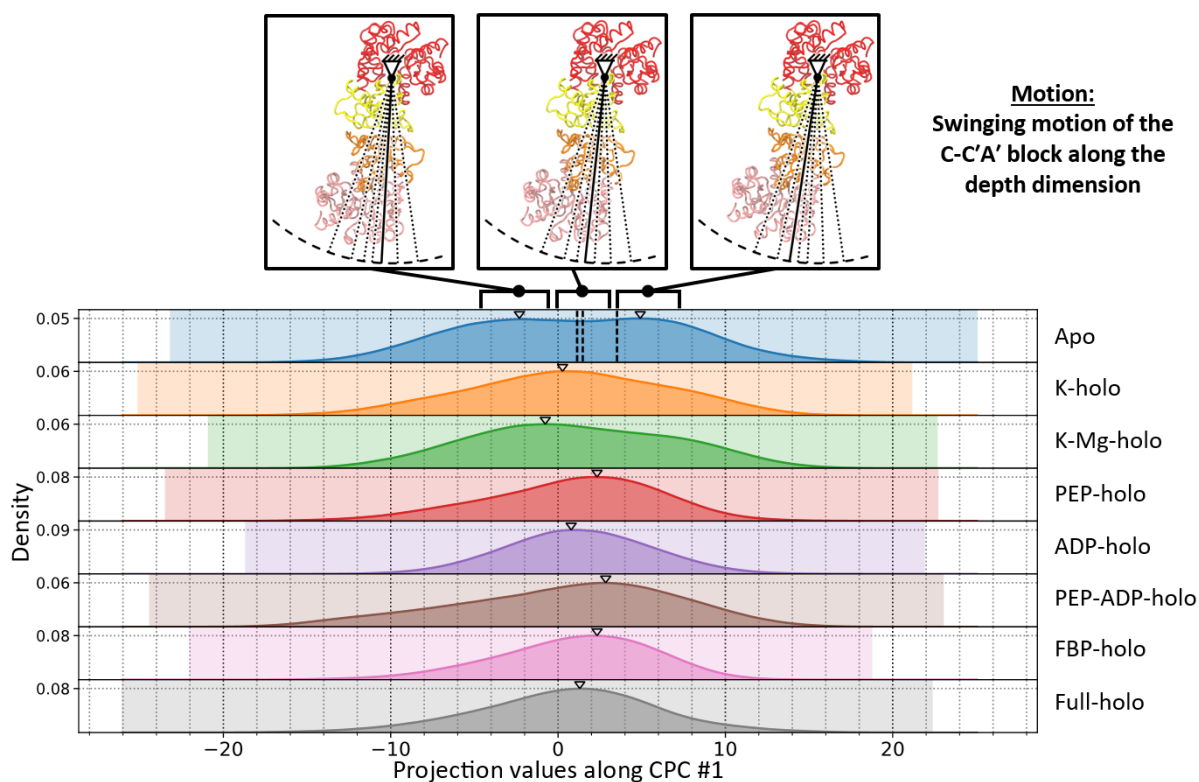 Motion:
Swinging motion of the
C-C′A′ block along the
depth dimension
0.05
Apo
0.06
K-holo
0.06
K-Mg-holo
0.08
PEP-holo
Density
0.09
ADP-holo
0.06
PEP-ADP-holo
0.08
FBP-holo
0.08
Full-holo
−20 −10 0 10 20
Projection values along CPC #1